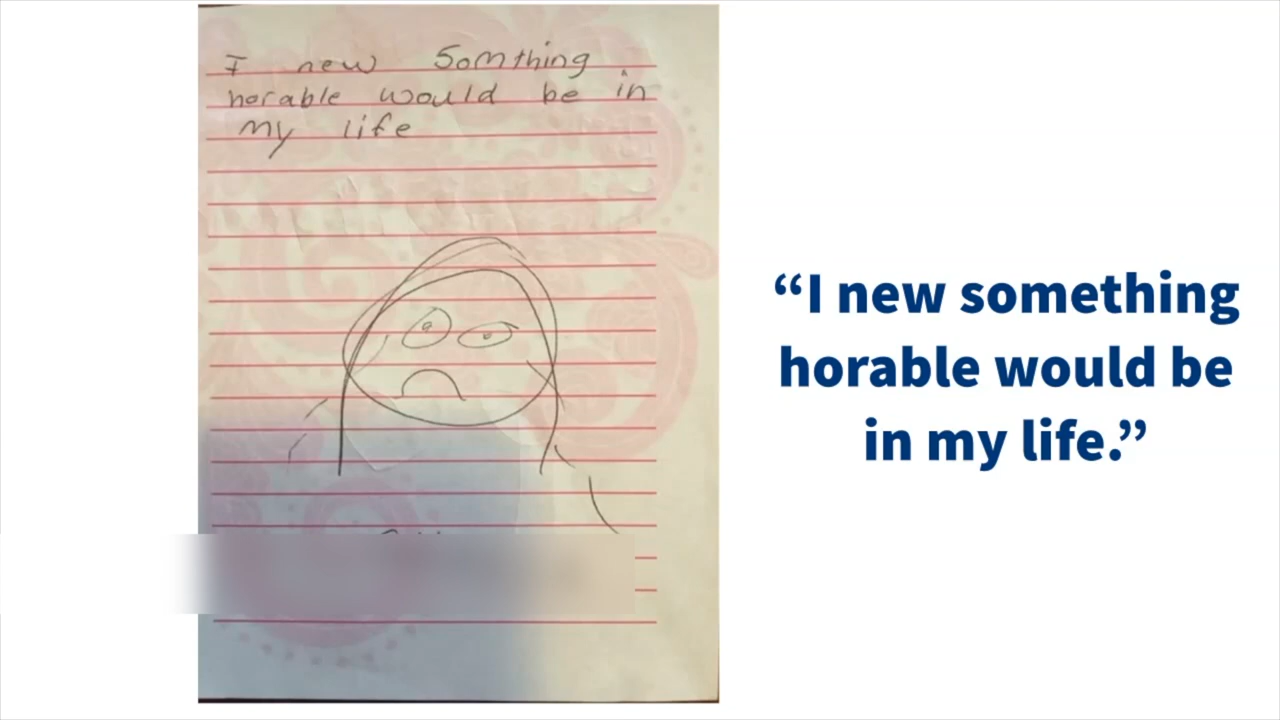 I new Somthing
horable would be in
my life
“I new something
horable would be
in my life.”